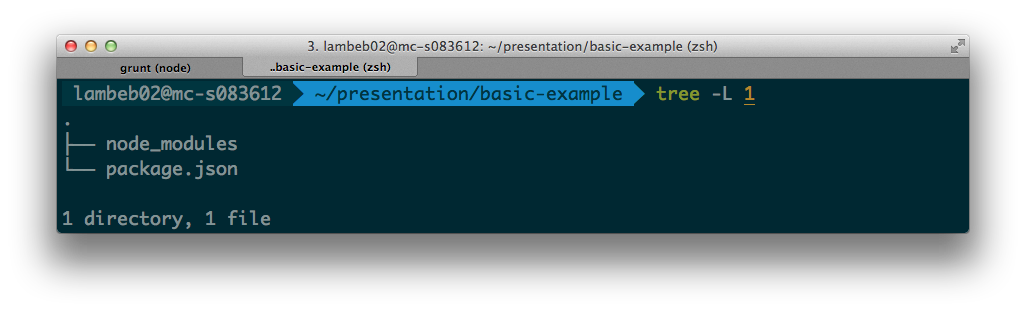 3. lambeb02@mc-s083612: ~/presentation/basic-example (zsh)
grunt (node) ..basic-example (zsh)
lambeb02@mc-s083612 ~/presentation/basic-example tree -L 1
.
├── node_modules
└── package.json
1 directory, 1 file